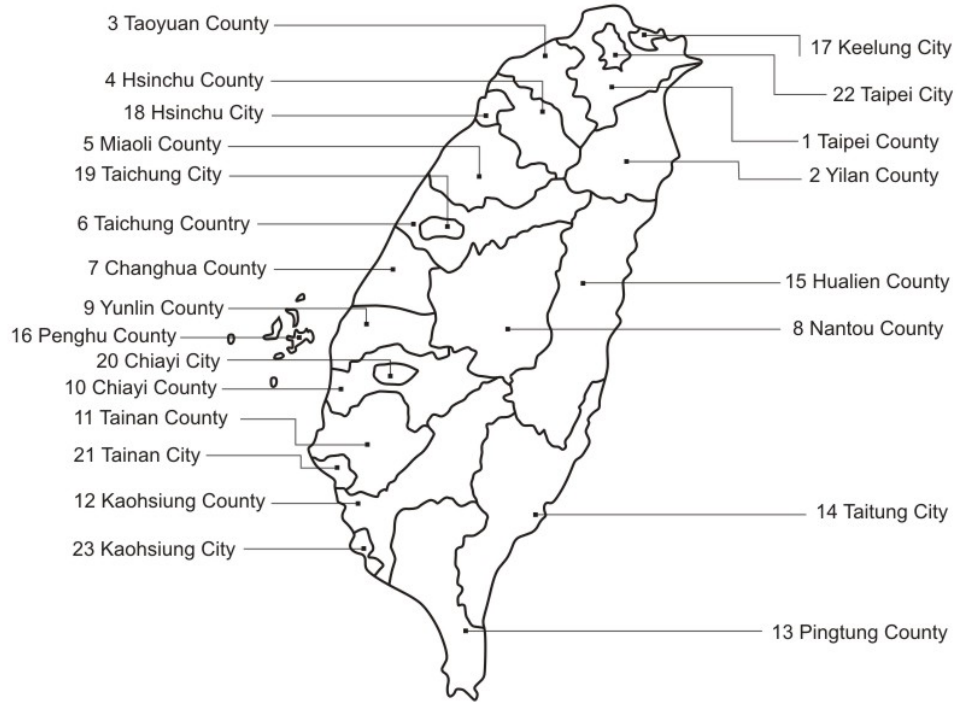 3 Taoyuan County
17 Keelung City
4 Hsinchu County
22 Taipei City
18 Hsinchu City
5 Miaoli County
1 Taipei County
19 Taichung City
2 Yilan County
6 Taichung Country
7 Changhua County
15 Hualien County
9 Yunlin County
8 Nantou County
16 Penghu County
20 Chiayi City
10 Chiayi County
11 Tainan County
21 Tainan City
12 Kaohsiung County
14 Taitung City
23 Kaohsiung City
13 Pingtung County